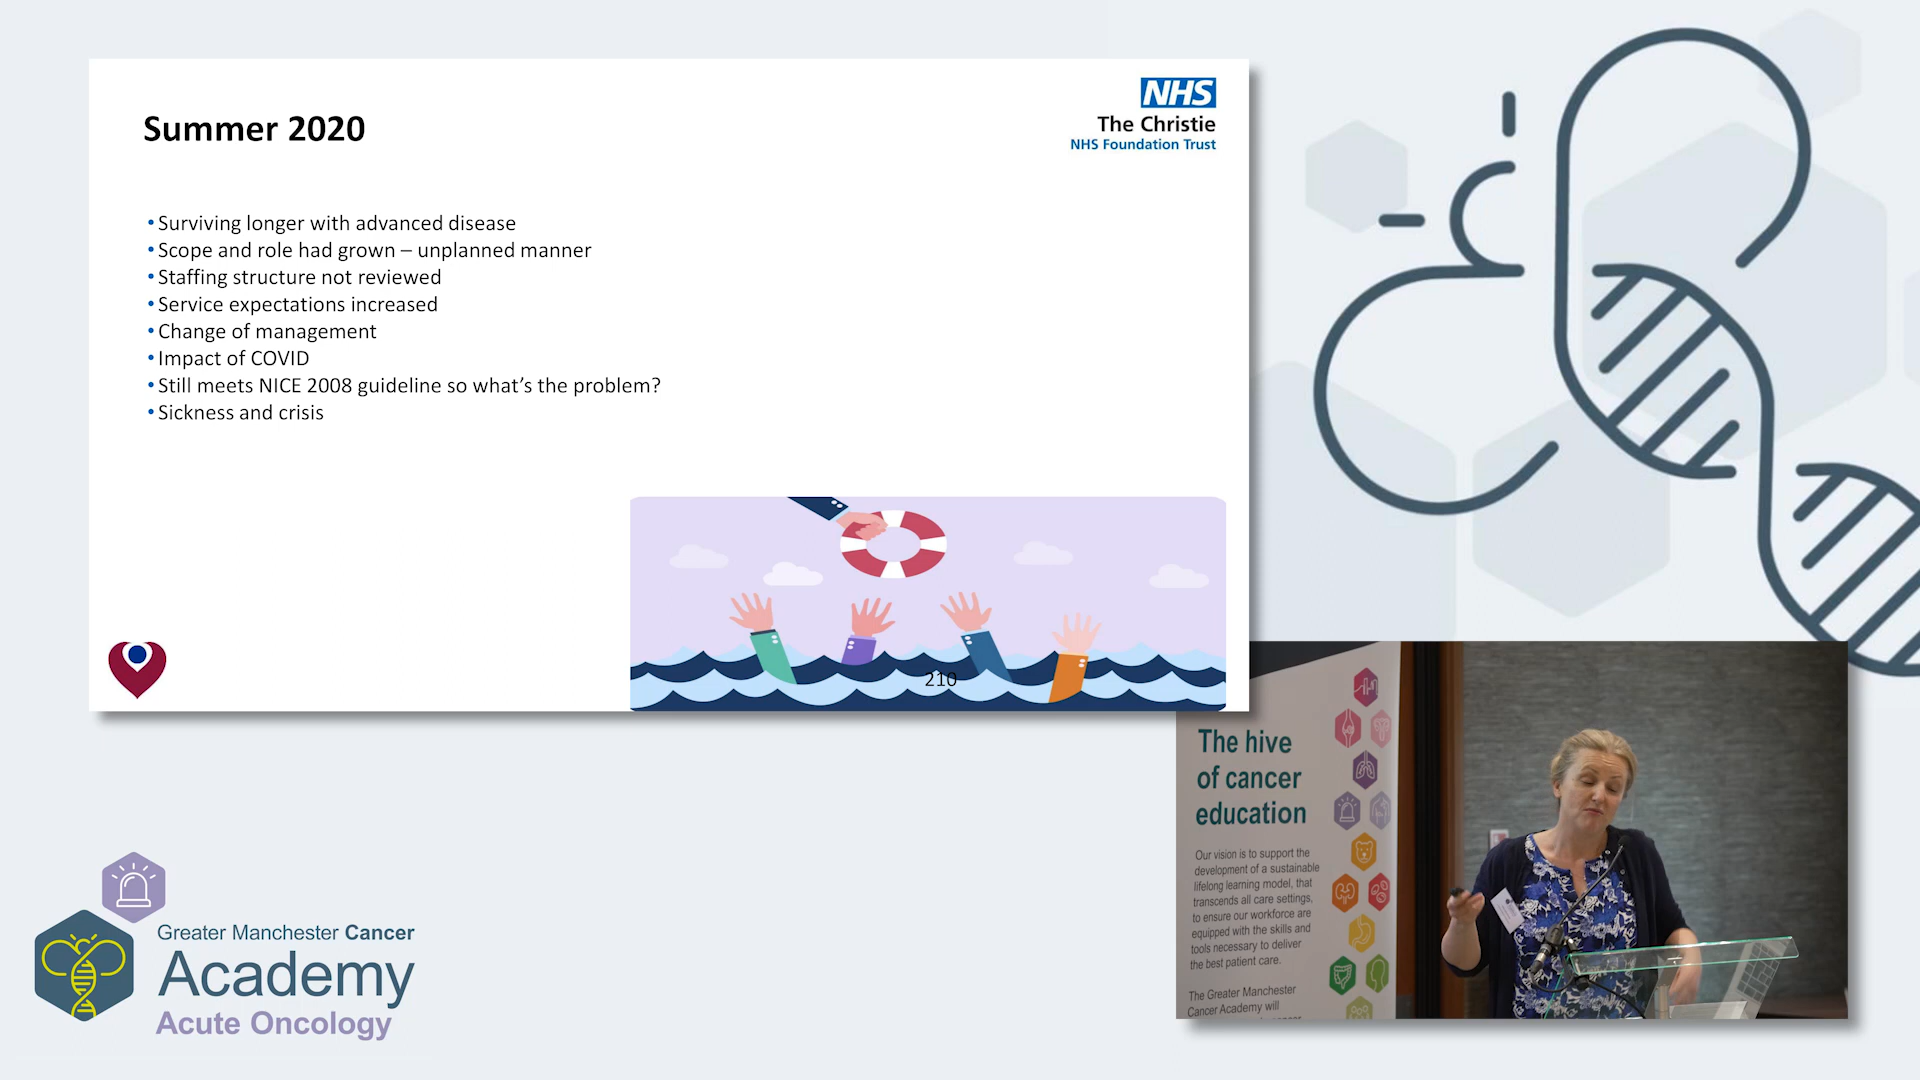 Summer 2020
NHS
The Christie
NHS Foundation Trust
•Surviving longer with advanced disease
•Scope and role had grown – unplanned manner
•Staffing structure not reviewed
•Service expectations increased
•Change of management
•Impact of COVID
•Still meets NICE 2008 guideline so what’s the problem?
•Sickness and crisis
210
The hive
of cancer
education
Our vision is to support the
development of a sustainable
lifelong learning model, that
transcends all care settings,
to ensure our workforce are
equipped with the skills and
tools necessary to deliver
the best patient care.
The Greater Manchester
Cancer Academy will
Greater Manchester Cancer
Academy
Acute Oncology